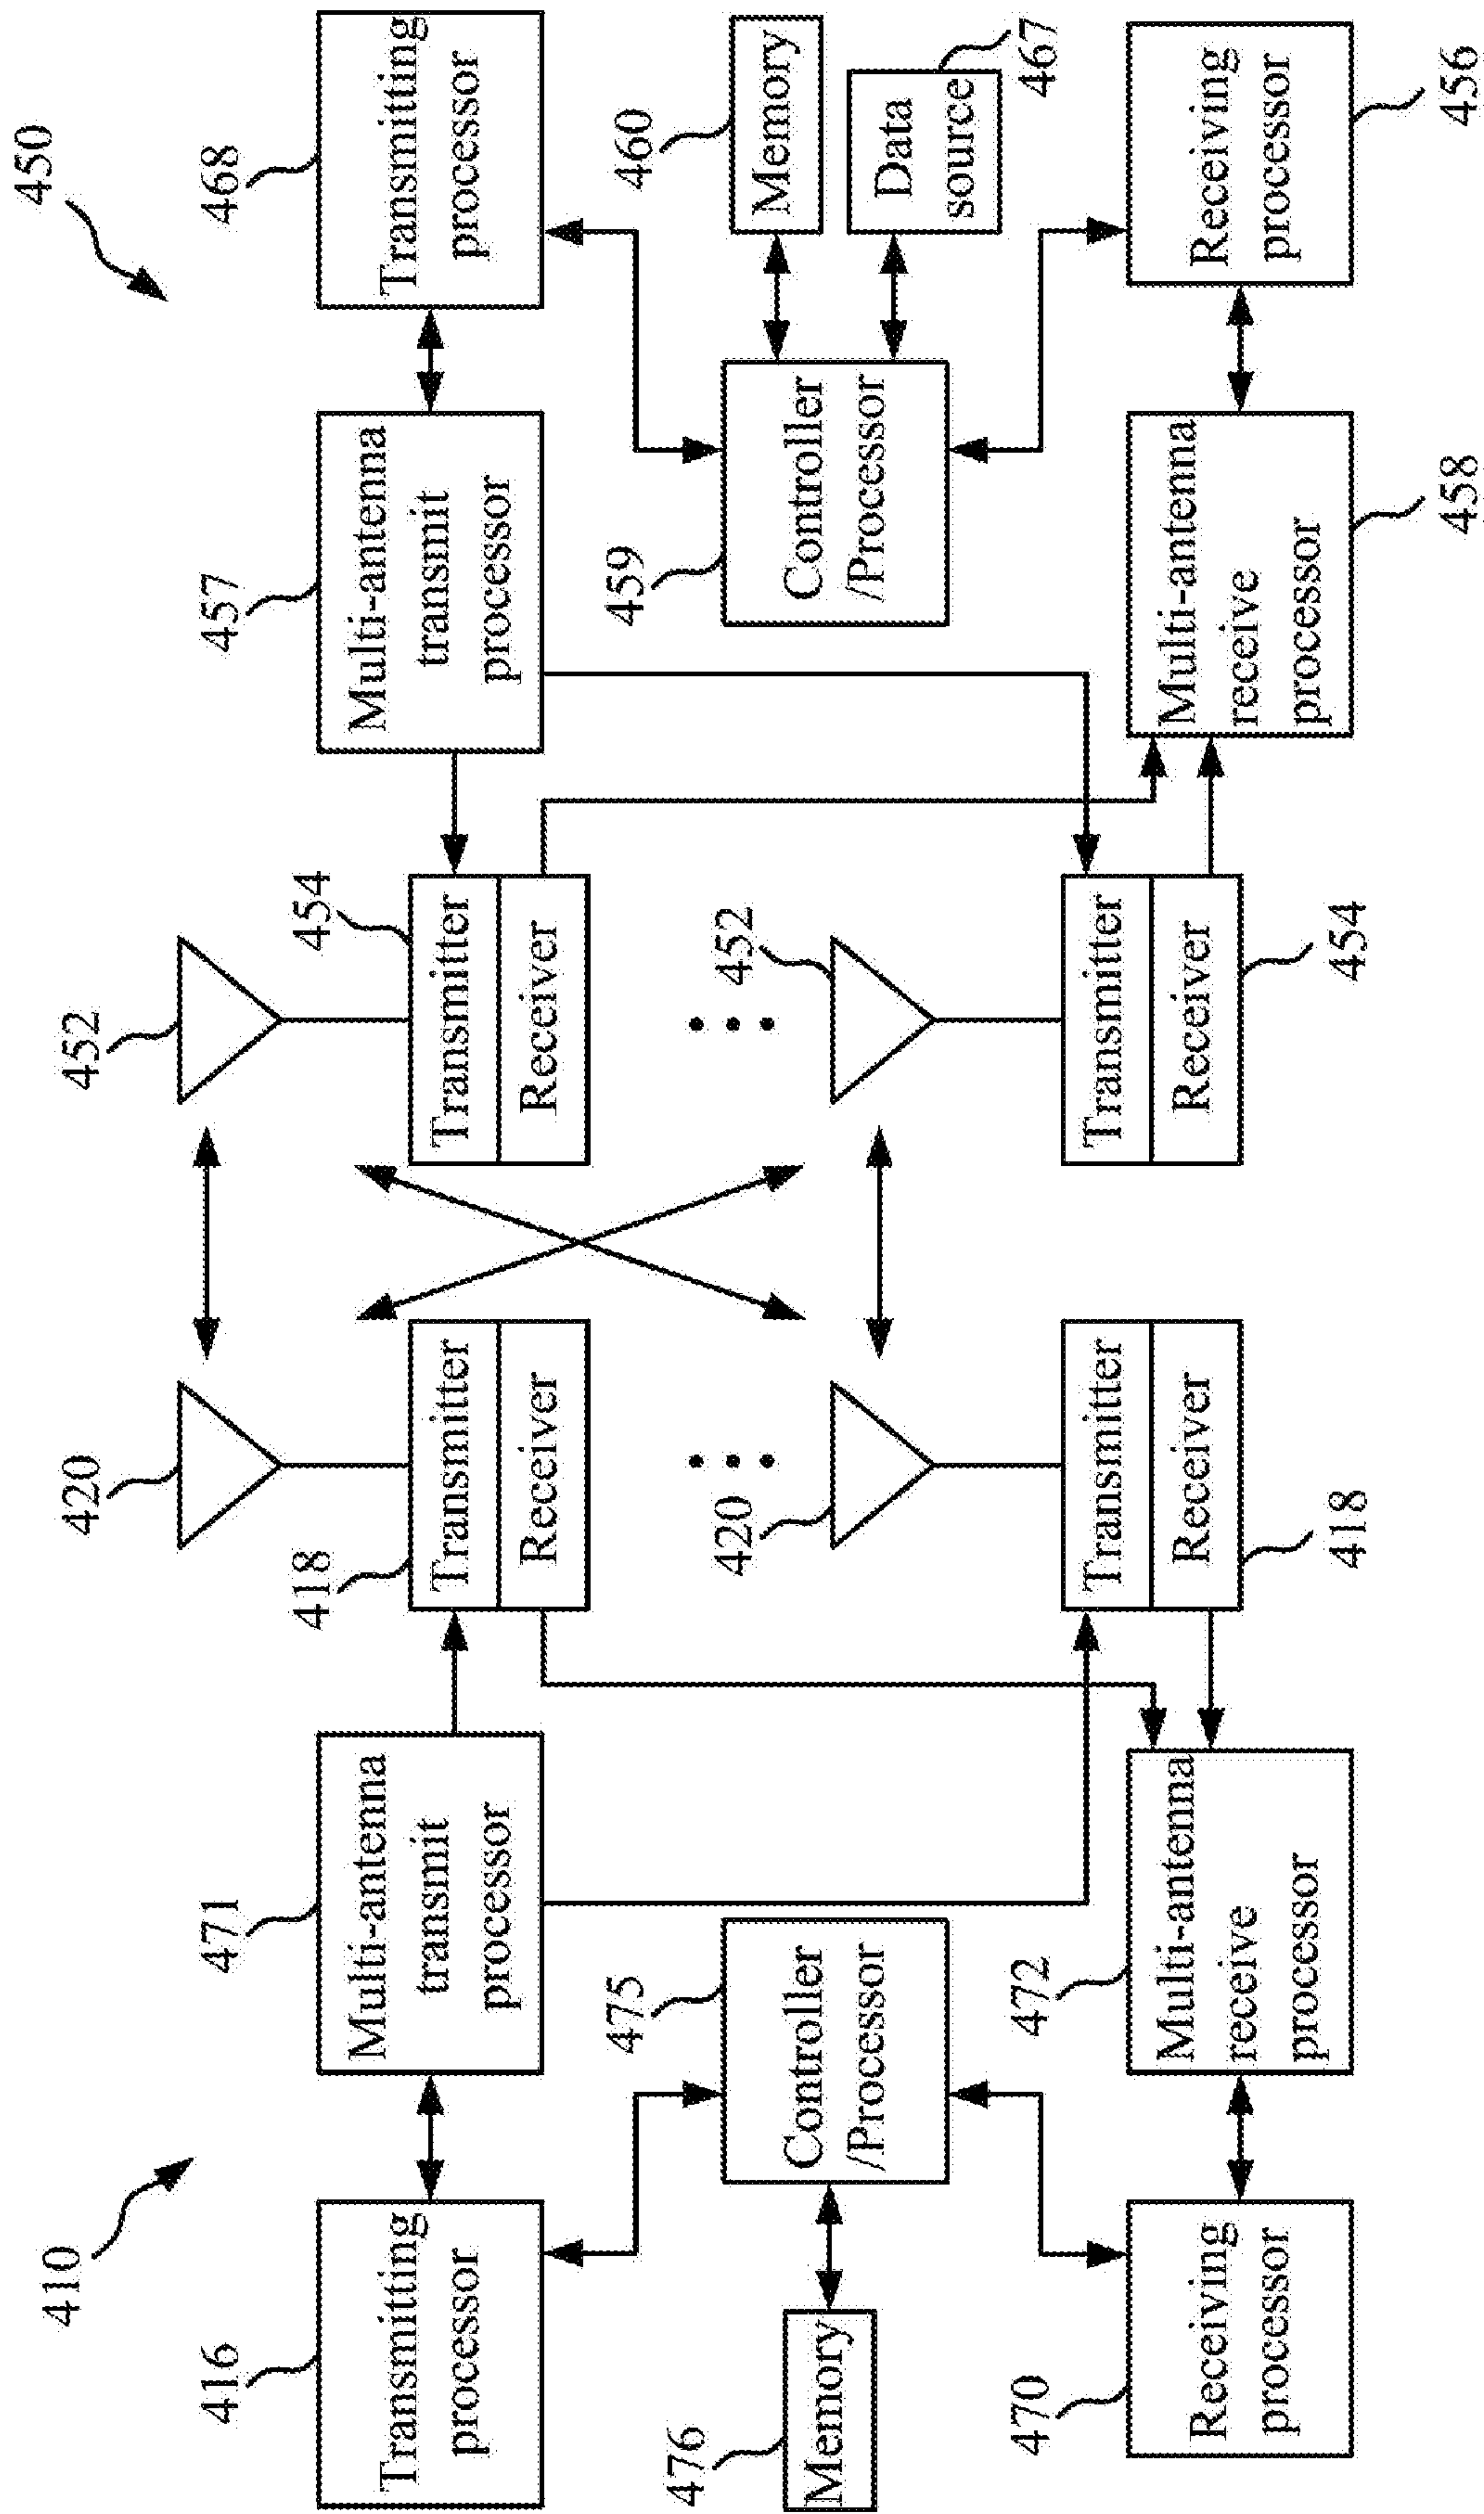 410
450
416
Transmitting
processor
471
Multi-antenna
transmit
processor
420
418
Transmitter
Receiver
452
454
Transmitter
Receiver
457
Multi-antenna
transmit
processor
468
Transmitting
processor
476
Memory
475
Controller
/Processor
420
452
459
Controller
/Processor
460
Memory
Data
source
467
470
Receiving
processor
472
Multi-antenna
receive
processor
Transmitter
Receiver
418
Transmitter
Receiver
454
Multi-antenna
receive
processor
458
Receiving
processor
456